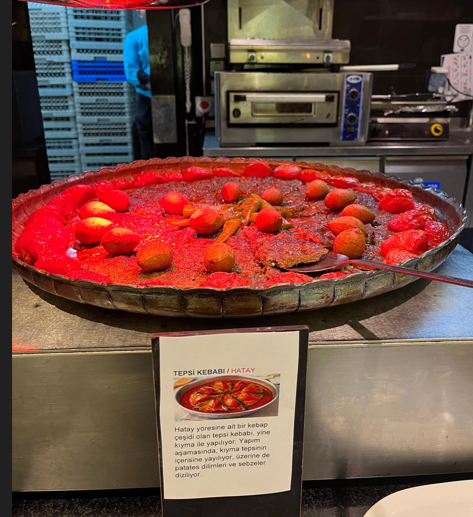 TEPSİ KEBABI / HATAY
Hatay yöresine ait bir kebap
çeşidi olan tepsi kebabı, yine
kıyma ile yapılıyor. Yapım
aşamasında, kıyma tepsinin
içerisine yayılıyor, üzerine de
patates dilimleri ve sebzeler
diziliyor.